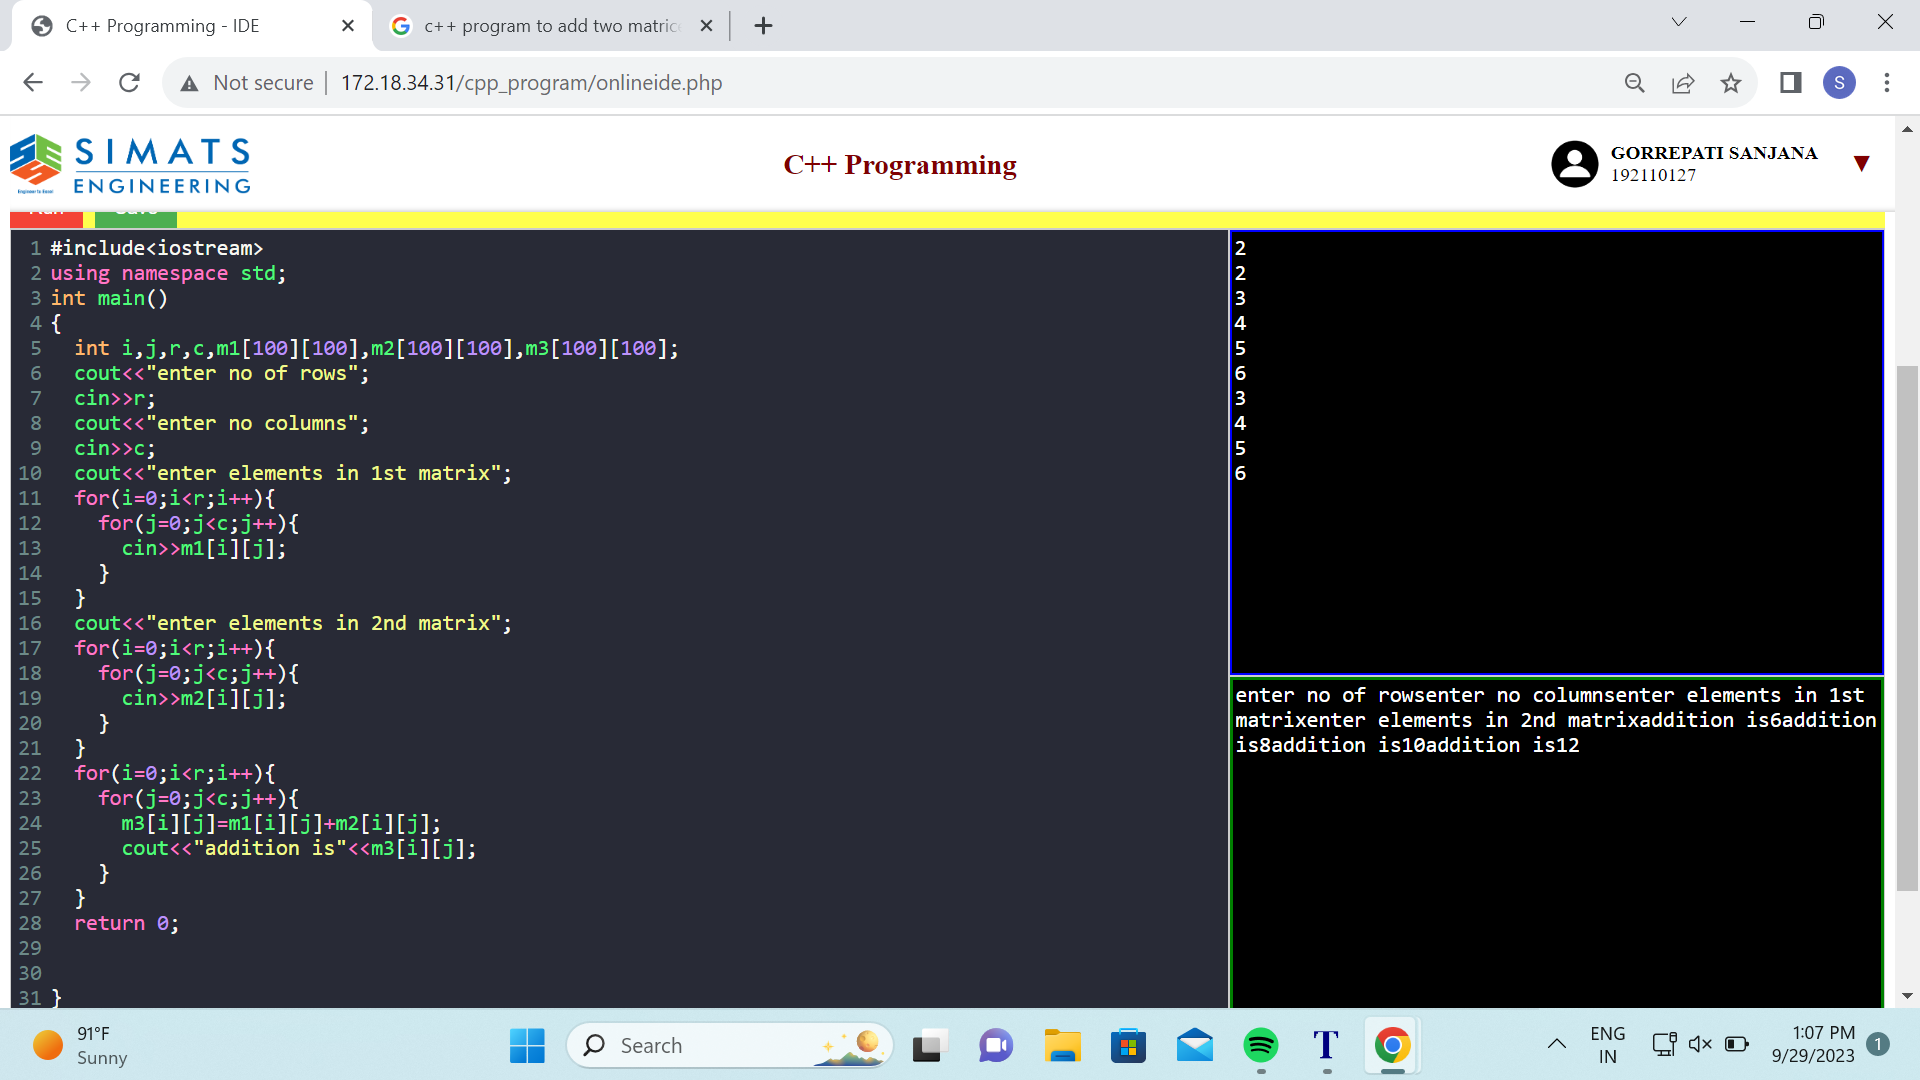 C++ Programming - IDE
c++ program to add two matric
Not secure
172.18.34.31/cpp_program/onlineide.php
S
SIMATS
ENGINEERING
Engineer to Excel
C++ Programming
GORREPATI SANJANA
192110127
Run
Save
1 #include<iostream>
2 using namespace std;
3 int main()
4 {
5 int i,j,r,c,m1[100][100],m2[100][100],m3[100][100];
6 cout<<"enter no of rows";
7 cin>>r;
8 cout<<"enter no columns";
9 cin>>c;
10 cout<<"enter elements in 1st matrix";
11 for(i=0;i<r;i++){
12 for(j=0;j<c;j++){
13 cin>>m1[i][j];
14 }
15 }
16 cout<<"enter elements in 2nd matrix";
17 for(i=0;i<r;i++){
18 for(j=0;j<c;j++){
19 cin>>m2[i][j];
20 }
21 }
22 for(i=0;i<r;i++){
23 for(j=0;j<c;j++){
24 m3[i][j]=m1[i][j]+m2[i][j];
25 cout<<"addition is"<<m3[i][j];
26 }
27 }
28 return 0;
29
30
31 }
2
2
3
4
5
6
3
4
5
6
enter no of rowsenter no columnsenter elements in 1st
matrixenter elements in 2nd matrixaddition is6addition
is8addition is10addition is12
91°F
Sunny
Search
T
ENG
IN
1:07 PM
9/29/2023
1